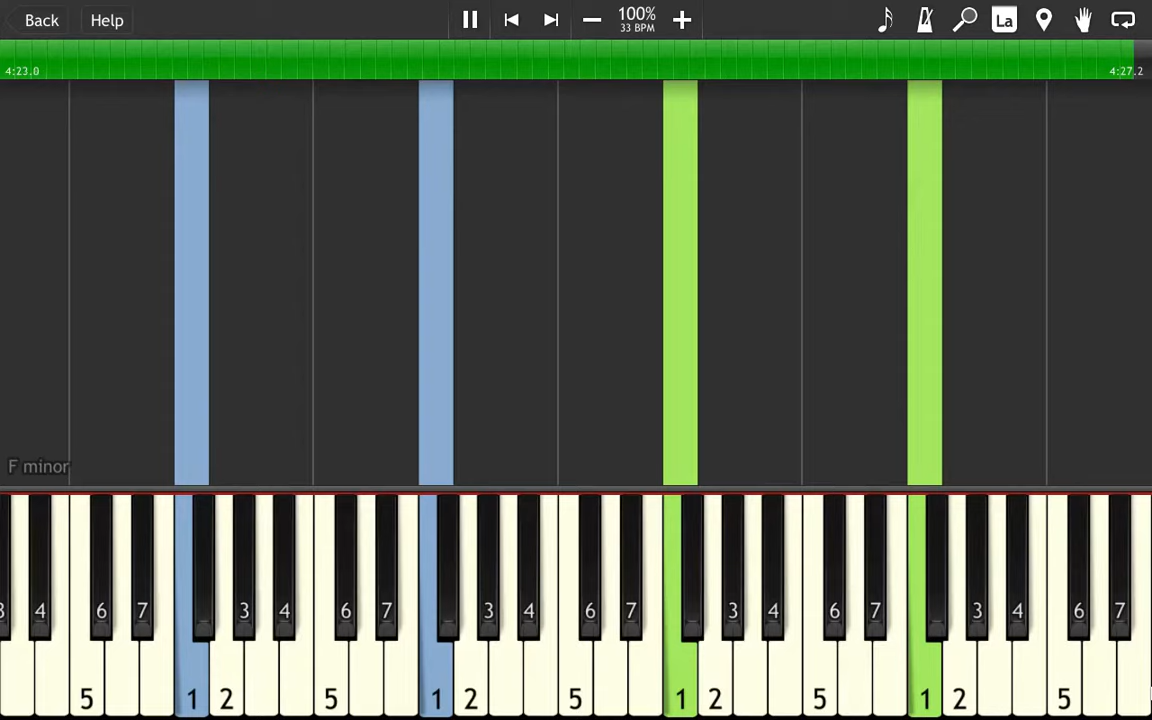 Back Help 100% La
33 BPM
4:23.0 4:27.2
F minor
3 4 6 7 3 4 6 7 3 4 6 7 3 4 6 7 3 4 6 7
5 1 2 5 1 2 5 1 2 5 1 2 5